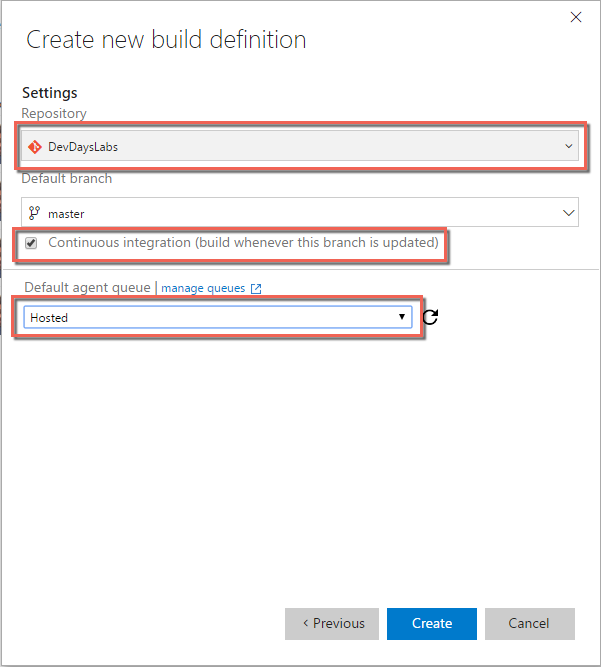 Create new build definition
Settings
Repository
DevDaysLabs
Default branch
master
Continuous integration (build whenever this branch is updated)
Default agent queue | manage queues
Hosted
< Previous
Create
Cancel